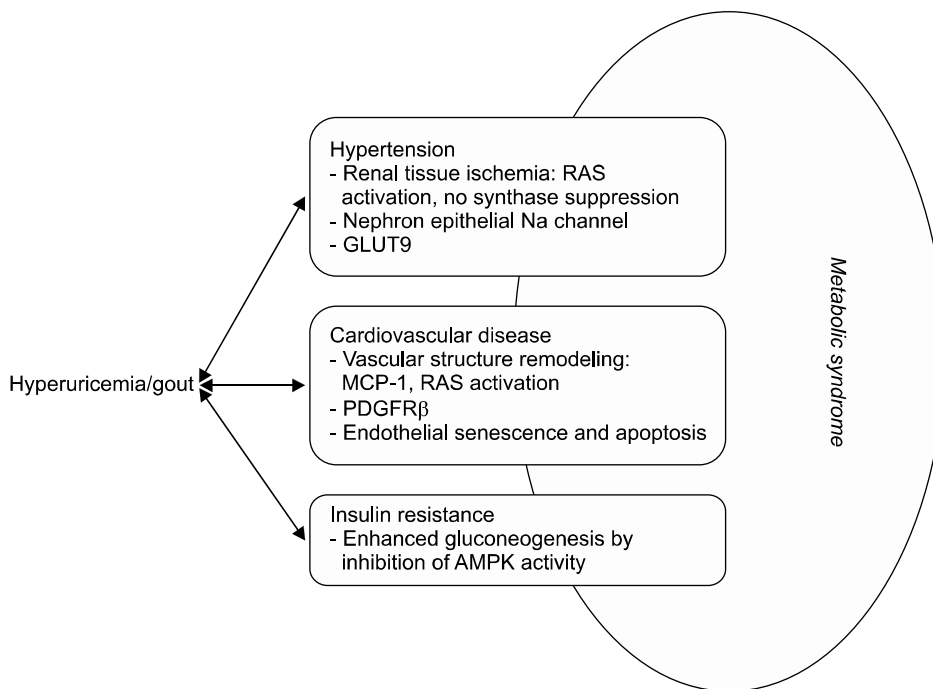 Hypertension
- Renal tissue ischemia: RAS
activation, no synthase suppression
- Nephron epithelial Na channel
- GLUT9
Cardiovascular disease
- Vascular structure remodeling:
MCP-1, RAS activation
- PDGFRβ
- Endothelial senescence and apoptosis
Hyperuricemia/gout
Insulin resistance
- Enhanced gluconeogenesis by
inhibition of AMPK activity
Metabolic syndrome